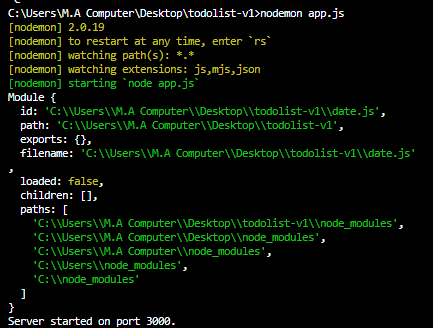 C:\Users\M.A Computer\Desktop\todolist-v1>nodemon app.js
[nodemon] 2.0.19
[nodemon] to restart at any time, enter `rs`
[nodemon] watching path(s): *.*
[nodemon] watching extensions: js,mjs,json
[nodemon] starting `node app.js`
Module {
  id: 'C:\\Users\\M.A Computer\\Desktop\\todolist-v1\\date.js',
  path: 'C:\\Users\\M.A Computer\\Desktop\\todolist-v1',
  exports: {},
  filename: 'C:\\Users\\M.A Computer\\Desktop\\todolist-v1\\date.js'
,
  loaded: false,
  children: [],
  paths: [
    'C:\\Users\\M.A Computer\\Desktop\\todolist-v1\\node_modules',
    'C:\\Users\\M.A Computer\\Desktop\\node_modules',
    'C:\\Users\\M.A Computer\\node_modules',
    'C:\\Users\\node_modules',
    'C:\\node_modules'
  ]
}
Server started on port 3000.